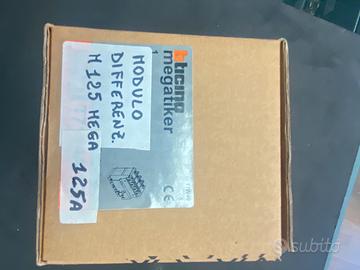 bticino
megatiker
MODULO
DIFFERENZ.
M 125 MEGA
125A
CE
subito